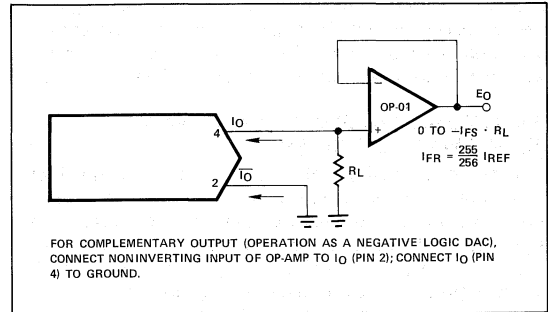 OP-01
−
+
EO
0 TO −IFS · RL
IFR = 255/256 IREF
4
IO
RL
2
IO
FOR COMPLEMENTARY OUTPUT (OPERATION AS A NEGATIVE LOGIC DAC),
CONNECT NONINVERTING INPUT OF OP-AMP TO IO (PIN 2); CONNECT IO (PIN
4) TO GROUND.